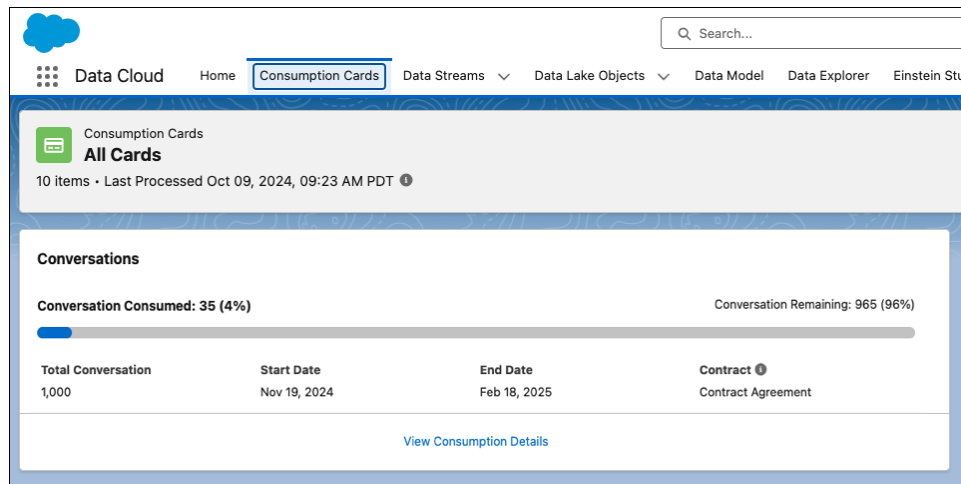 Search...
Data Cloud Home Consumption Cards Data Streams Data Lake Objects Data Model Data Explorer Einstein Stu
Consumption Cards
All Cards
10 items • Last Processed Oct 09, 2024, 09:23 AM PDT
Conversations
Conversation Consumed: 35 (4%) Conversation Remaining: 965 (96%)
Total Conversation Start Date End Date Contract
1,000 Nov 19, 2024 Feb 18, 2025 Contract Agreement
View Consumption Details